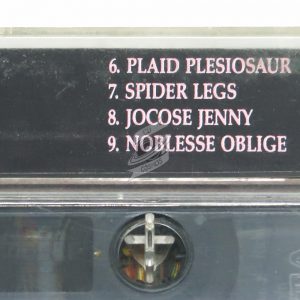 6. PLAID PLESIOSAUR
7. SPIDER LEGS
8. JOCOSE JENNY
9. NOBLESSE OBLIGE